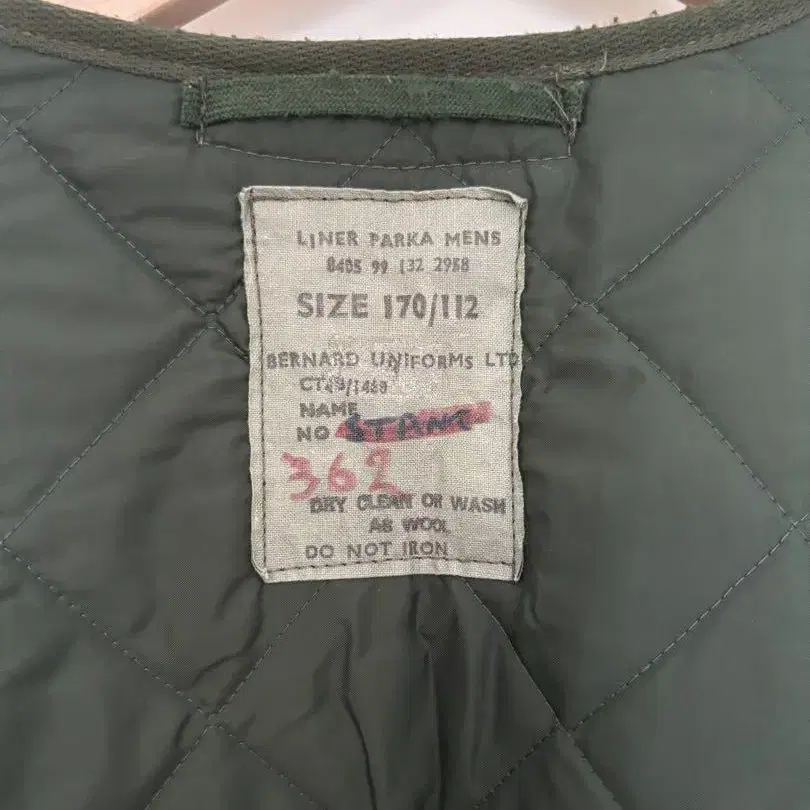 LINER PARKA MENS
8405 99 132 2958
SIZE 170/112
BERNARD UNIFORMS LTD
NAME
NO
362
DRY CLEAN OR WASH
AS WOOL
DO NOT IRON